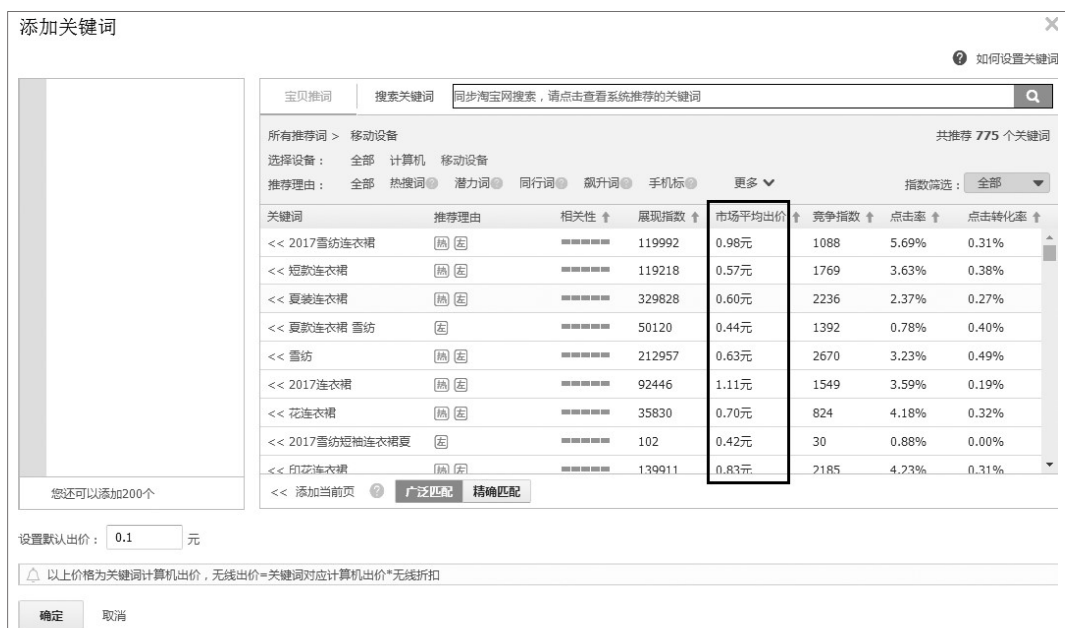 添加关键词
如何设置关键词
宝贝推词 搜索关键词 同步淘宝网搜索，请点击查看系统推荐的关键词
所有推荐词 > 移动设备 共推荐 775 个关键词
选择设备： 全部 计算机 移动设备
推荐理由： 全部 热搜词 潜力词 同行词 飙升词 手机标 更多 指数筛选： 全部
关键词 推荐理由 相关性 展现指数 市场平均出价 竞争指数 点击率 点击转化率
<< 2017雪纺连衣裙 热 左 119992 0.98元 1088 5.69% 0.31%
<< 短款连衣裙 热 左 119218 0.57元 1769 3.63% 0.38%
<< 夏装连衣裙 热 左 329828 0.60元 2236 2.37% 0.27%
<< 夏款连衣裙 雪纺 左 50120 0.44元 1392 0.78% 0.40%
<< 雪纺 热 左 212957 0.63元 2670 3.23% 0.49%
<< 2017连衣裙 热 左 92446 1.11元 1549 3.59% 0.19%
<< 花连衣裙 热 左 35830 0.70元 824 4.18% 0.32%
<< 2017雪纺短袖连衣裙夏 左 102 0.42元 30 0.88% 0.00%
<< 印花连衣裙 热 左 139911 0.83元 2185 4.23% 0.31%
您还可以添加200个 << 添加当前页 广泛匹配 精确匹配
设置默认出价： 0.1 元
以上价格为关键词计算机出价，无线出价=关键词对应计算机出价*无线折扣
确定 取消